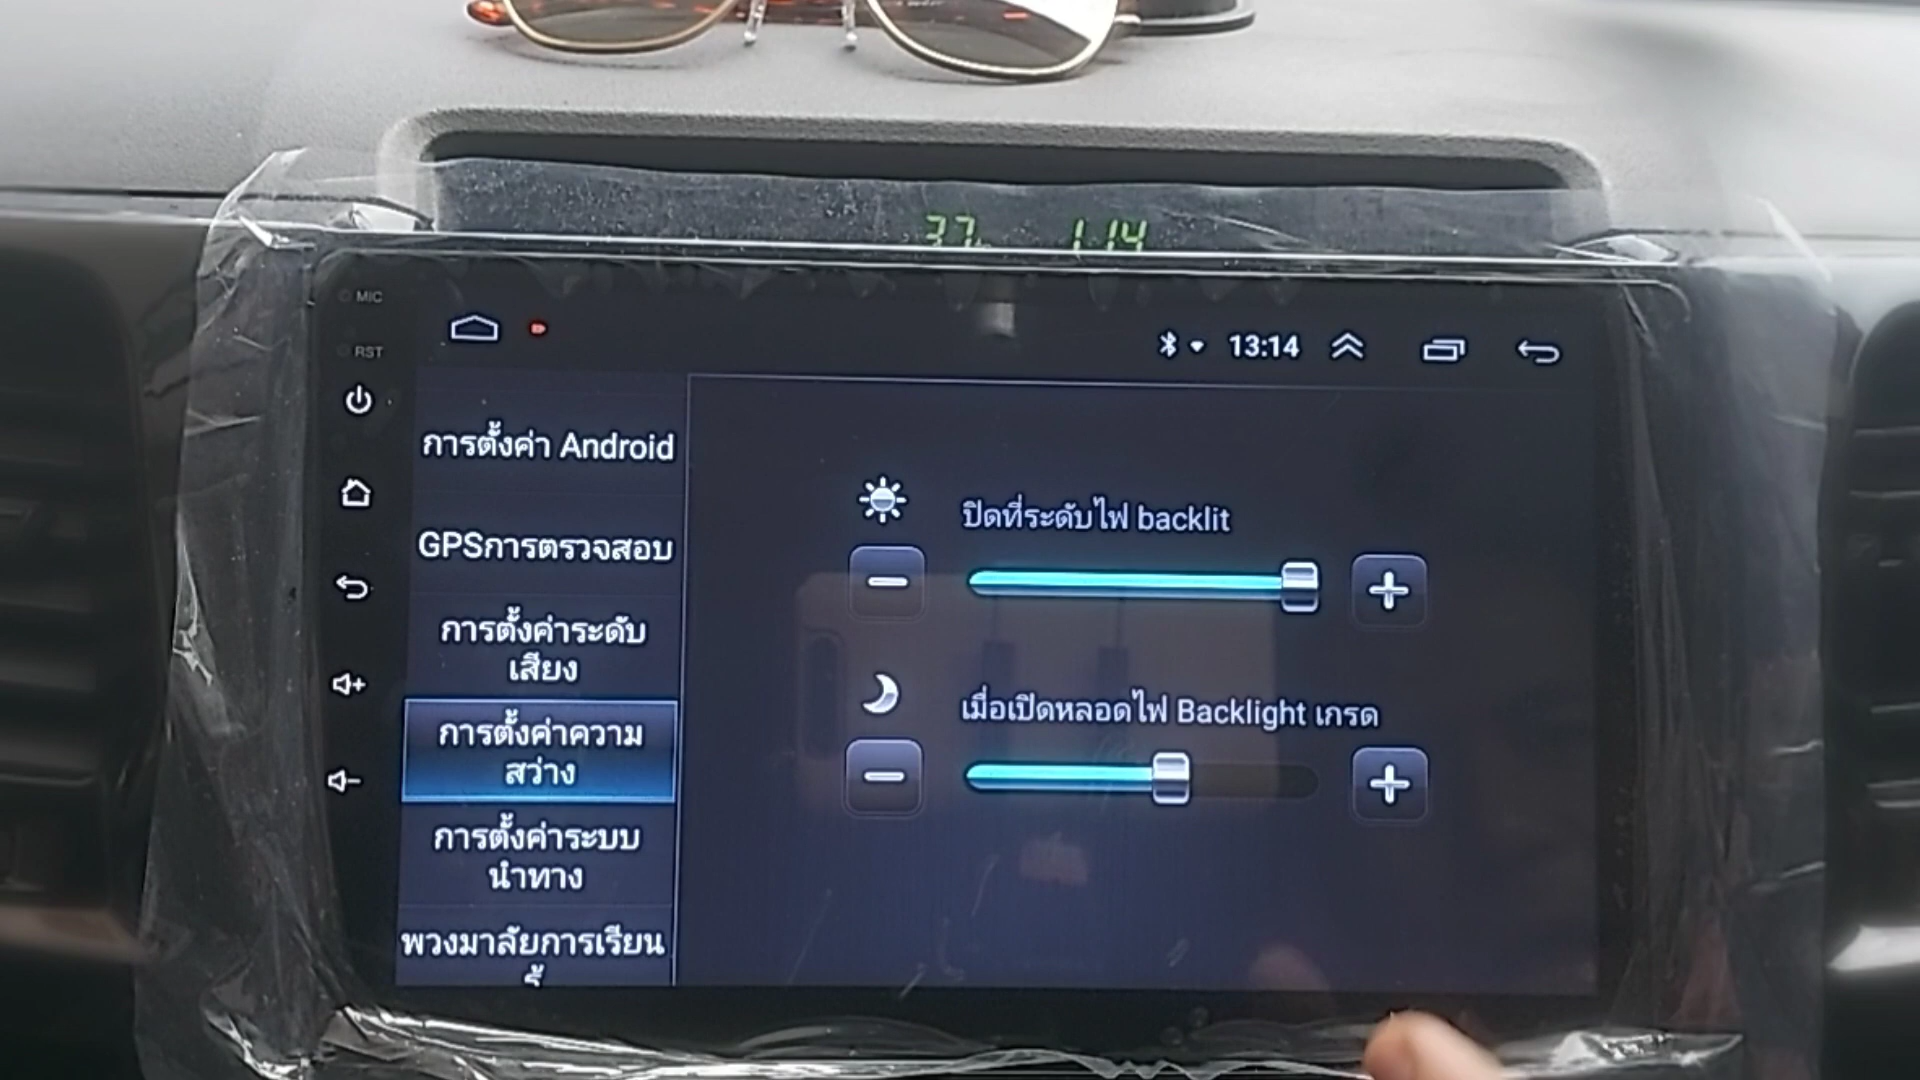 37
1:14
MIC
RST
13:14
การตั้งค่า Android
GPSการตรวจสอบ
การตั้งค่าระดับ
เสียง
การตั้งค่าความ
สว่าง
การตั้งค่าระบบ
นำทาง
พวงมาลัยการเรียน
รู้
ปิดที่ระดับไฟ backlit
เมื่อเปิดหลอดไฟ Backlight เกรด